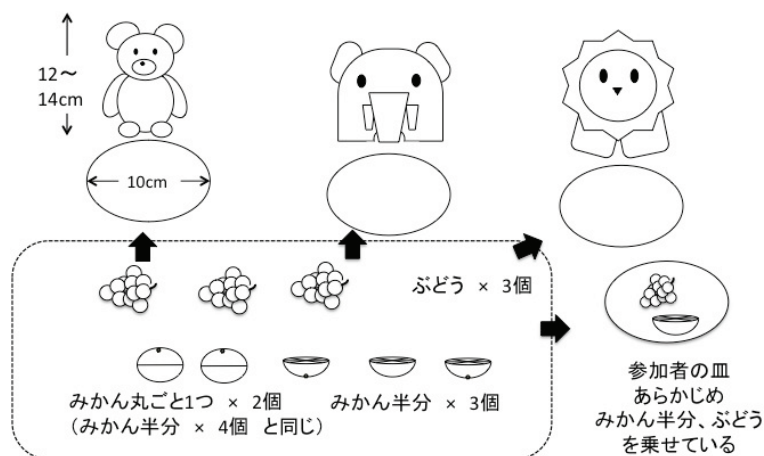 12～
14cm
10cm
ぶどう × 3個
みかん丸ごと1つ × 2個
（みかん半分 × 4個 と同じ）
みかん半分 × 3個
参加者の皿
あらかじめ
みかん半分、ぶどう
を乗せている